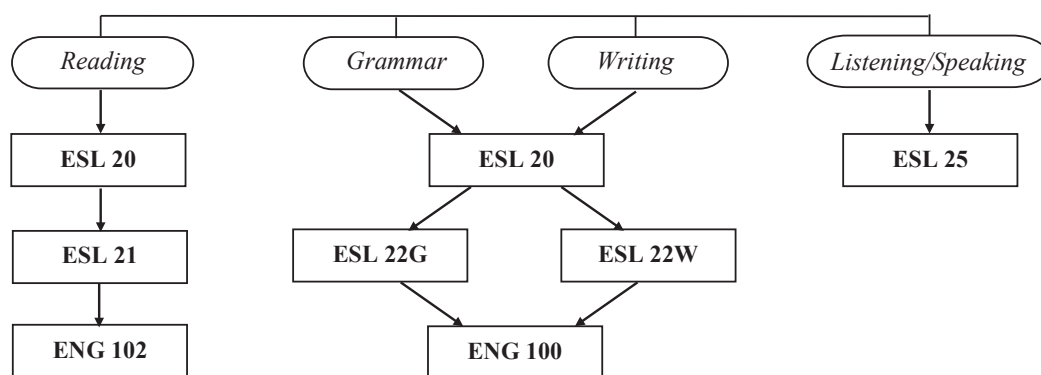 Reading Grammar Writing Listening/Speaking
ESL 20 ESL 20 ESL 25
ESL 21 ESL 22G ESL 22W
ENG 102 ENG 100